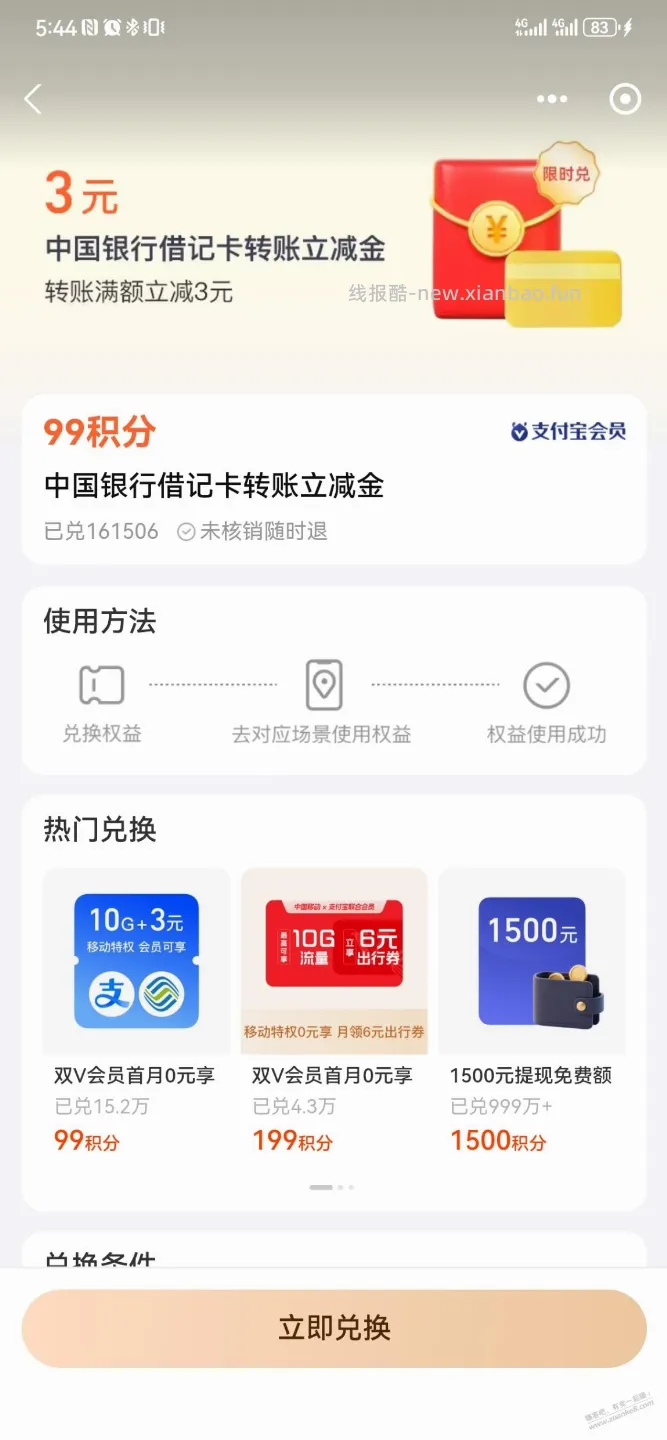 5:44
4G 4G 83
限时兑
3元
中国银行借记卡转账立减金
转账满额立减3元
线报酷-new.xianbao.fun
¥
99积分
支付宝会员
中国银行借记卡转账立减金
已兑161506 未核销随时退
使用方法
兑换权益 去对应场景使用权益 权益使用成功
热门兑换
10G+3元
移动特权 会员可享
支
中国移动 x 支付宝联合会员
最高可享 10G流量 立享 6元出行券
移动特权0元享 月领6元出行券
1500元
双V会员首月0元享 双V会员首月0元享 1500元提现免费额
已兑15.2万 已兑4.3万 已兑999万+
99积分 199积分 1500积分
兑换条件
立即兑换
www.zuanke8.com